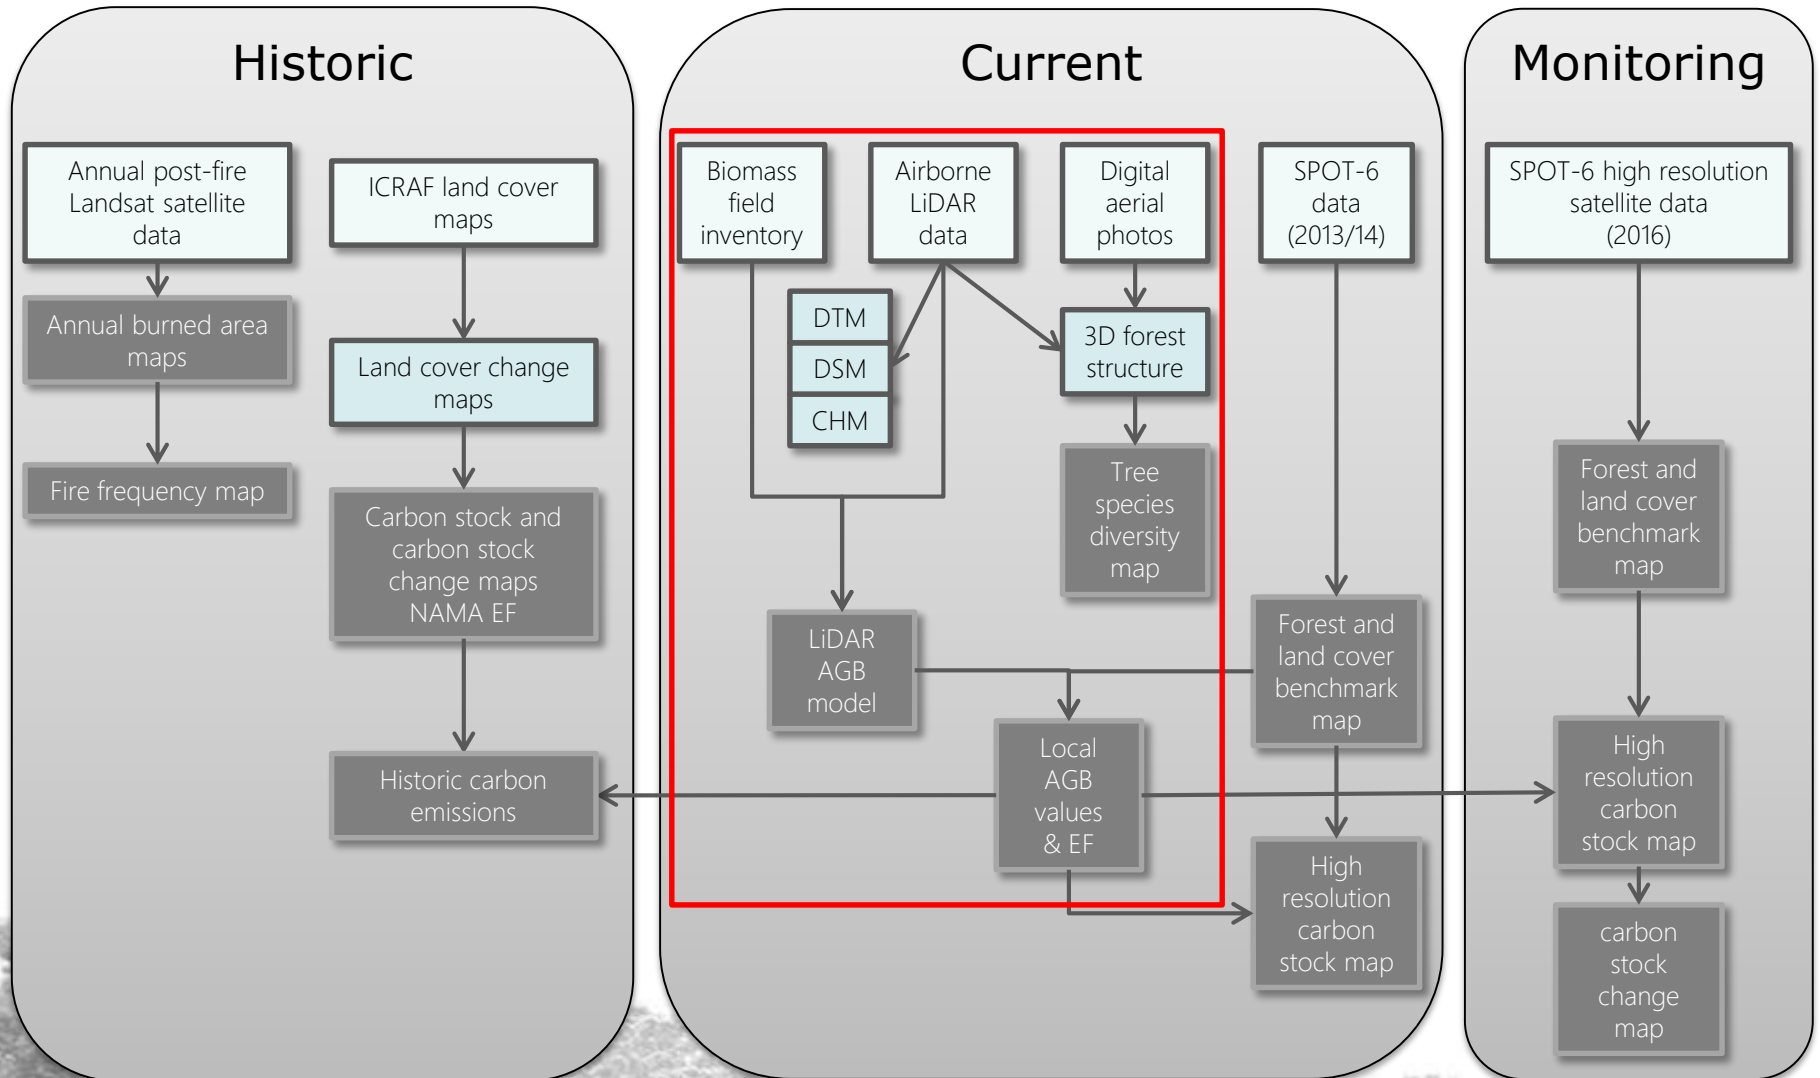 Historic
Annual post-fire
Landsat satellite
data
ICRAF land cover
maps
Annual burned area
maps
Land cover change
maps
Fire frequency map
Carbon stock and
carbon stock
change maps
NAMA EF
Historic carbon
emissions
Current
Biomass
field
inventory
Airborne
LiDAR
data
Digital
aerial
photos
SPOT-6
data
(2013/14)
DTM
DSM
CHM
3D forest
structure
Tree
species
diversity
map
LiDAR
AGB
model
Forest and
land cover
benchmark
map
Local
AGB
values
& EF
High
resolution
carbon
stock map
Monitoring
SPOT-6 high resolution
satellite data
(2016)
Forest and
land cover
benchmark
map
High
resolution
carbon
stock map
carbon
stock
change
map